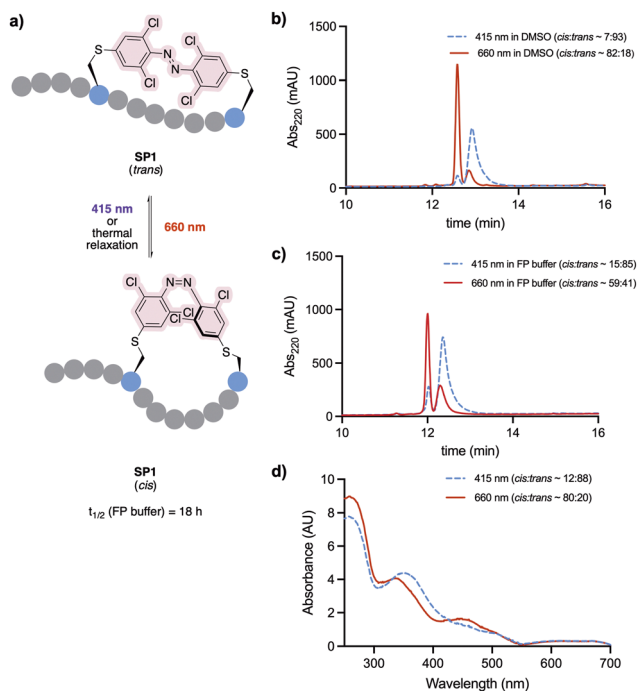 a)
Cl
Cl
S
N
N
S
Cl
Cl
SP1
(trans)
415 nm
or
thermal
relaxation
660 nm
Cl
N=N
Cl
Cl
Cl
S
S
SP1
(cis)
t1/2 (FP buffer) = 18 h
b)
415 nm in DMSO (cis:trans ~ 7:93)
660 nm in DMSO (cis:trans ~ 82:18)
Abs220 (mAU)
1500
1000
500
0
10
12
14
16
time (min)
c)
415 nm in FP buffer (cis:trans ~ 15:85)
660 nm in FP buffer (cis:trans ~ 59:41)
Abs220 (mAU)
1500
1000
500
0
10
12
14
16
time (min)
d)
415 nm (cis:trans ~ 12:88)
660 nm (cis:trans ~ 80:20)
Absorbance (AU)
10
8
6
4
2
0
300
400
500
600
700
Wavelength (nm)